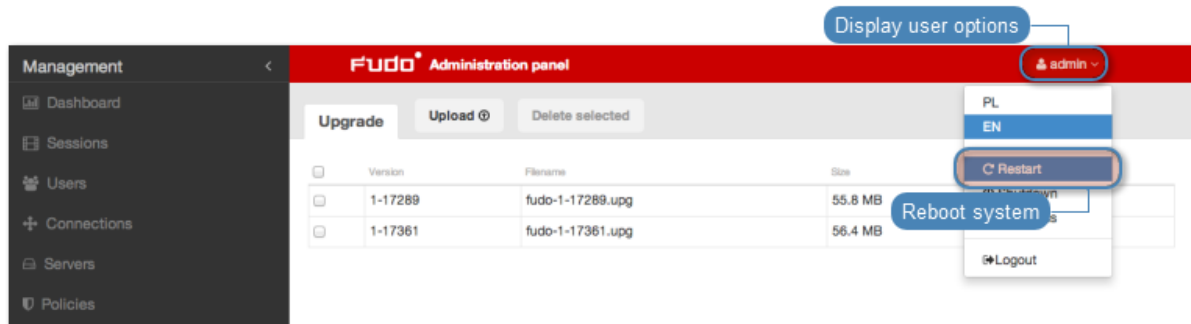 Display user options
Management
FUDO Administration panel
admin
Dashboard
Upgrade
Upload
Delete selected
PL
EN
Sessions
Restart
Version
Filename
Size
Users
1-17289
fudo-1-17289.upg
55.8 MB
Shutdown
Reboot system
Connections
1-17361
fudo-1-17361.upg
56.4 MB
Servers
Logout
Policies